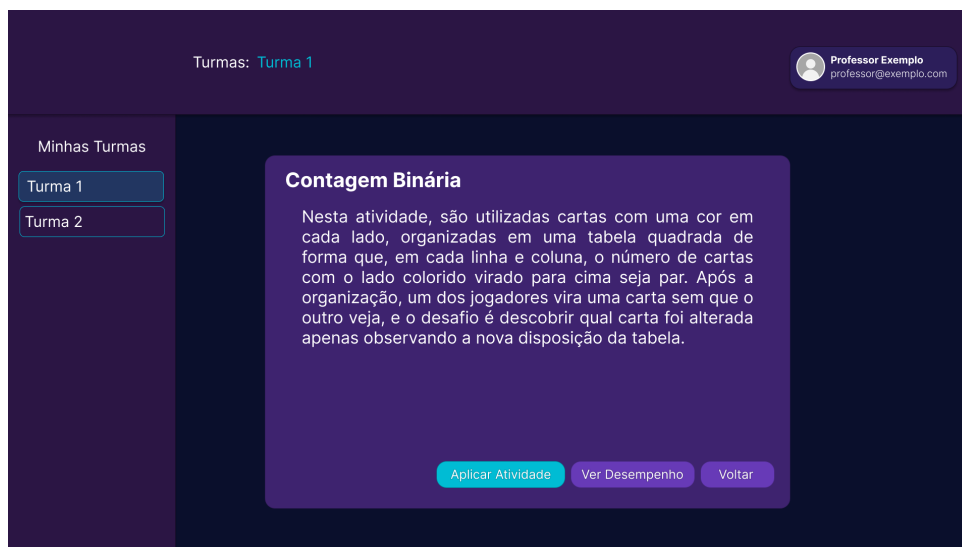 Turmas: Turma 1
Professor Exemplo
professor@exemplo.com
Minhas Turmas
Turma 1
Turma 2
Contagem Binária
Nesta atividade, são utilizadas cartas com uma cor em
cada lado, organizadas em uma tabela quadrada de
forma que, em cada linha e coluna, o número de cartas
com o lado colorido virado para cima seja par. Após a
organização, um dos jogadores vira uma carta sem que o
outro veja, e o desafio é descobrir qual carta foi alterada
apenas observando a nova disposição da tabela.
Aplicar Atividade
Ver Desempenho
Voltar